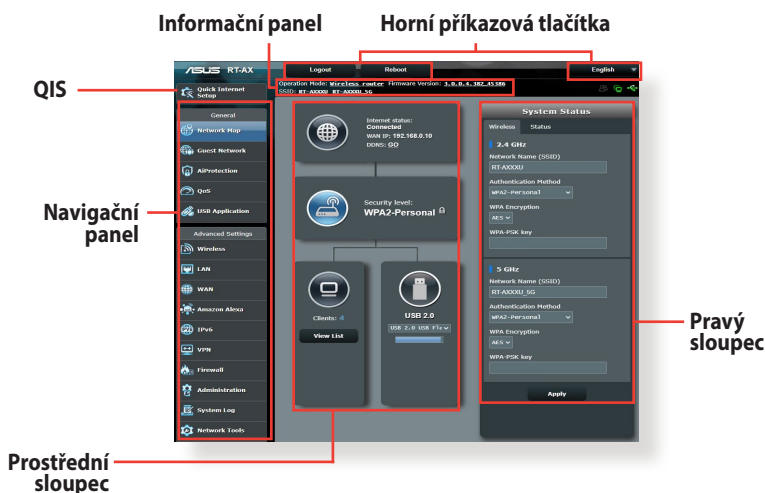 Informační panel
Horní příkazová tlačítka
QIS
Navigační
panel
Prostřední
sloupec
Pravý
sloupec
ASUS RT-AX
Logout
Reboot
English
Operation Mode: Wireless router Firmware Version: 3.0.0.4.382_45386
SSID: RT-AXXXU RT-AXXXU_5G
Quick Internet
Setup
General
Network Map
Guest Network
AiProtection
QoS
USB Application
Advanced Settings
Wireless
LAN
WAN
Amazon Alexa
IPv6
VPN
Firewall
Administration
System Log
Network Tools
Internet status:
Connected
WAN IP: 192.168.0.10
DDNS: GO
Security level:
WPA2-Personal
Clients: 4
View List
USB 2.0
USB 2.0 USB Fle
System Status
Wireless
Status
2.4 GHz
Network Name (SSID)
RT-AXXXU
Authentication Method
WPA2-Personal
WPA Encryption
AES
WPA-PSK key
5 GHz
Network Name (SSID)
RT-AXXXU_5G
Authentication Method
WPA2-Personal
WPA Encryption
AES
WPA-PSK key
Apply